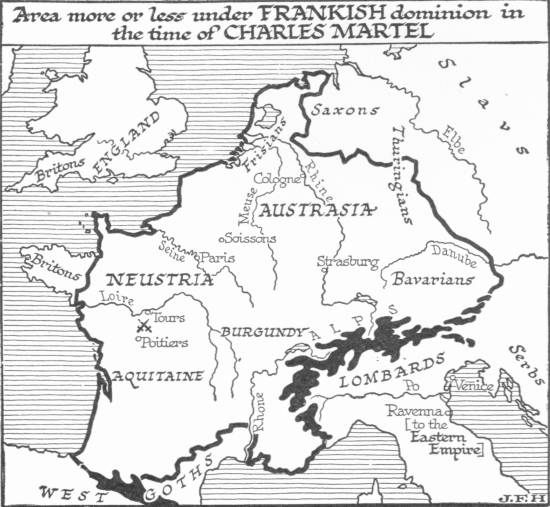 Area more or less under FRANKISH dominion in
the time of CHARLES MARTEL
Slavs
Saxons
ENGLAND
Britons
Frisians
Elbe
Thuringians
Cologne
Rhine
Meuse
AUSTRASIA
Soissons
Seine
Paris
Britons
NEUSTRIA
Strasburg
Danube
Bavarians
Loire
Tours
Poitiers
BURGUNDY
ALPS
AQUITAINE
LOMBARDS
Serbs
Po
Venice
Rhone
Ravenna
[to the
Eastern
Empire]
WEST GOTHS
J.F.H